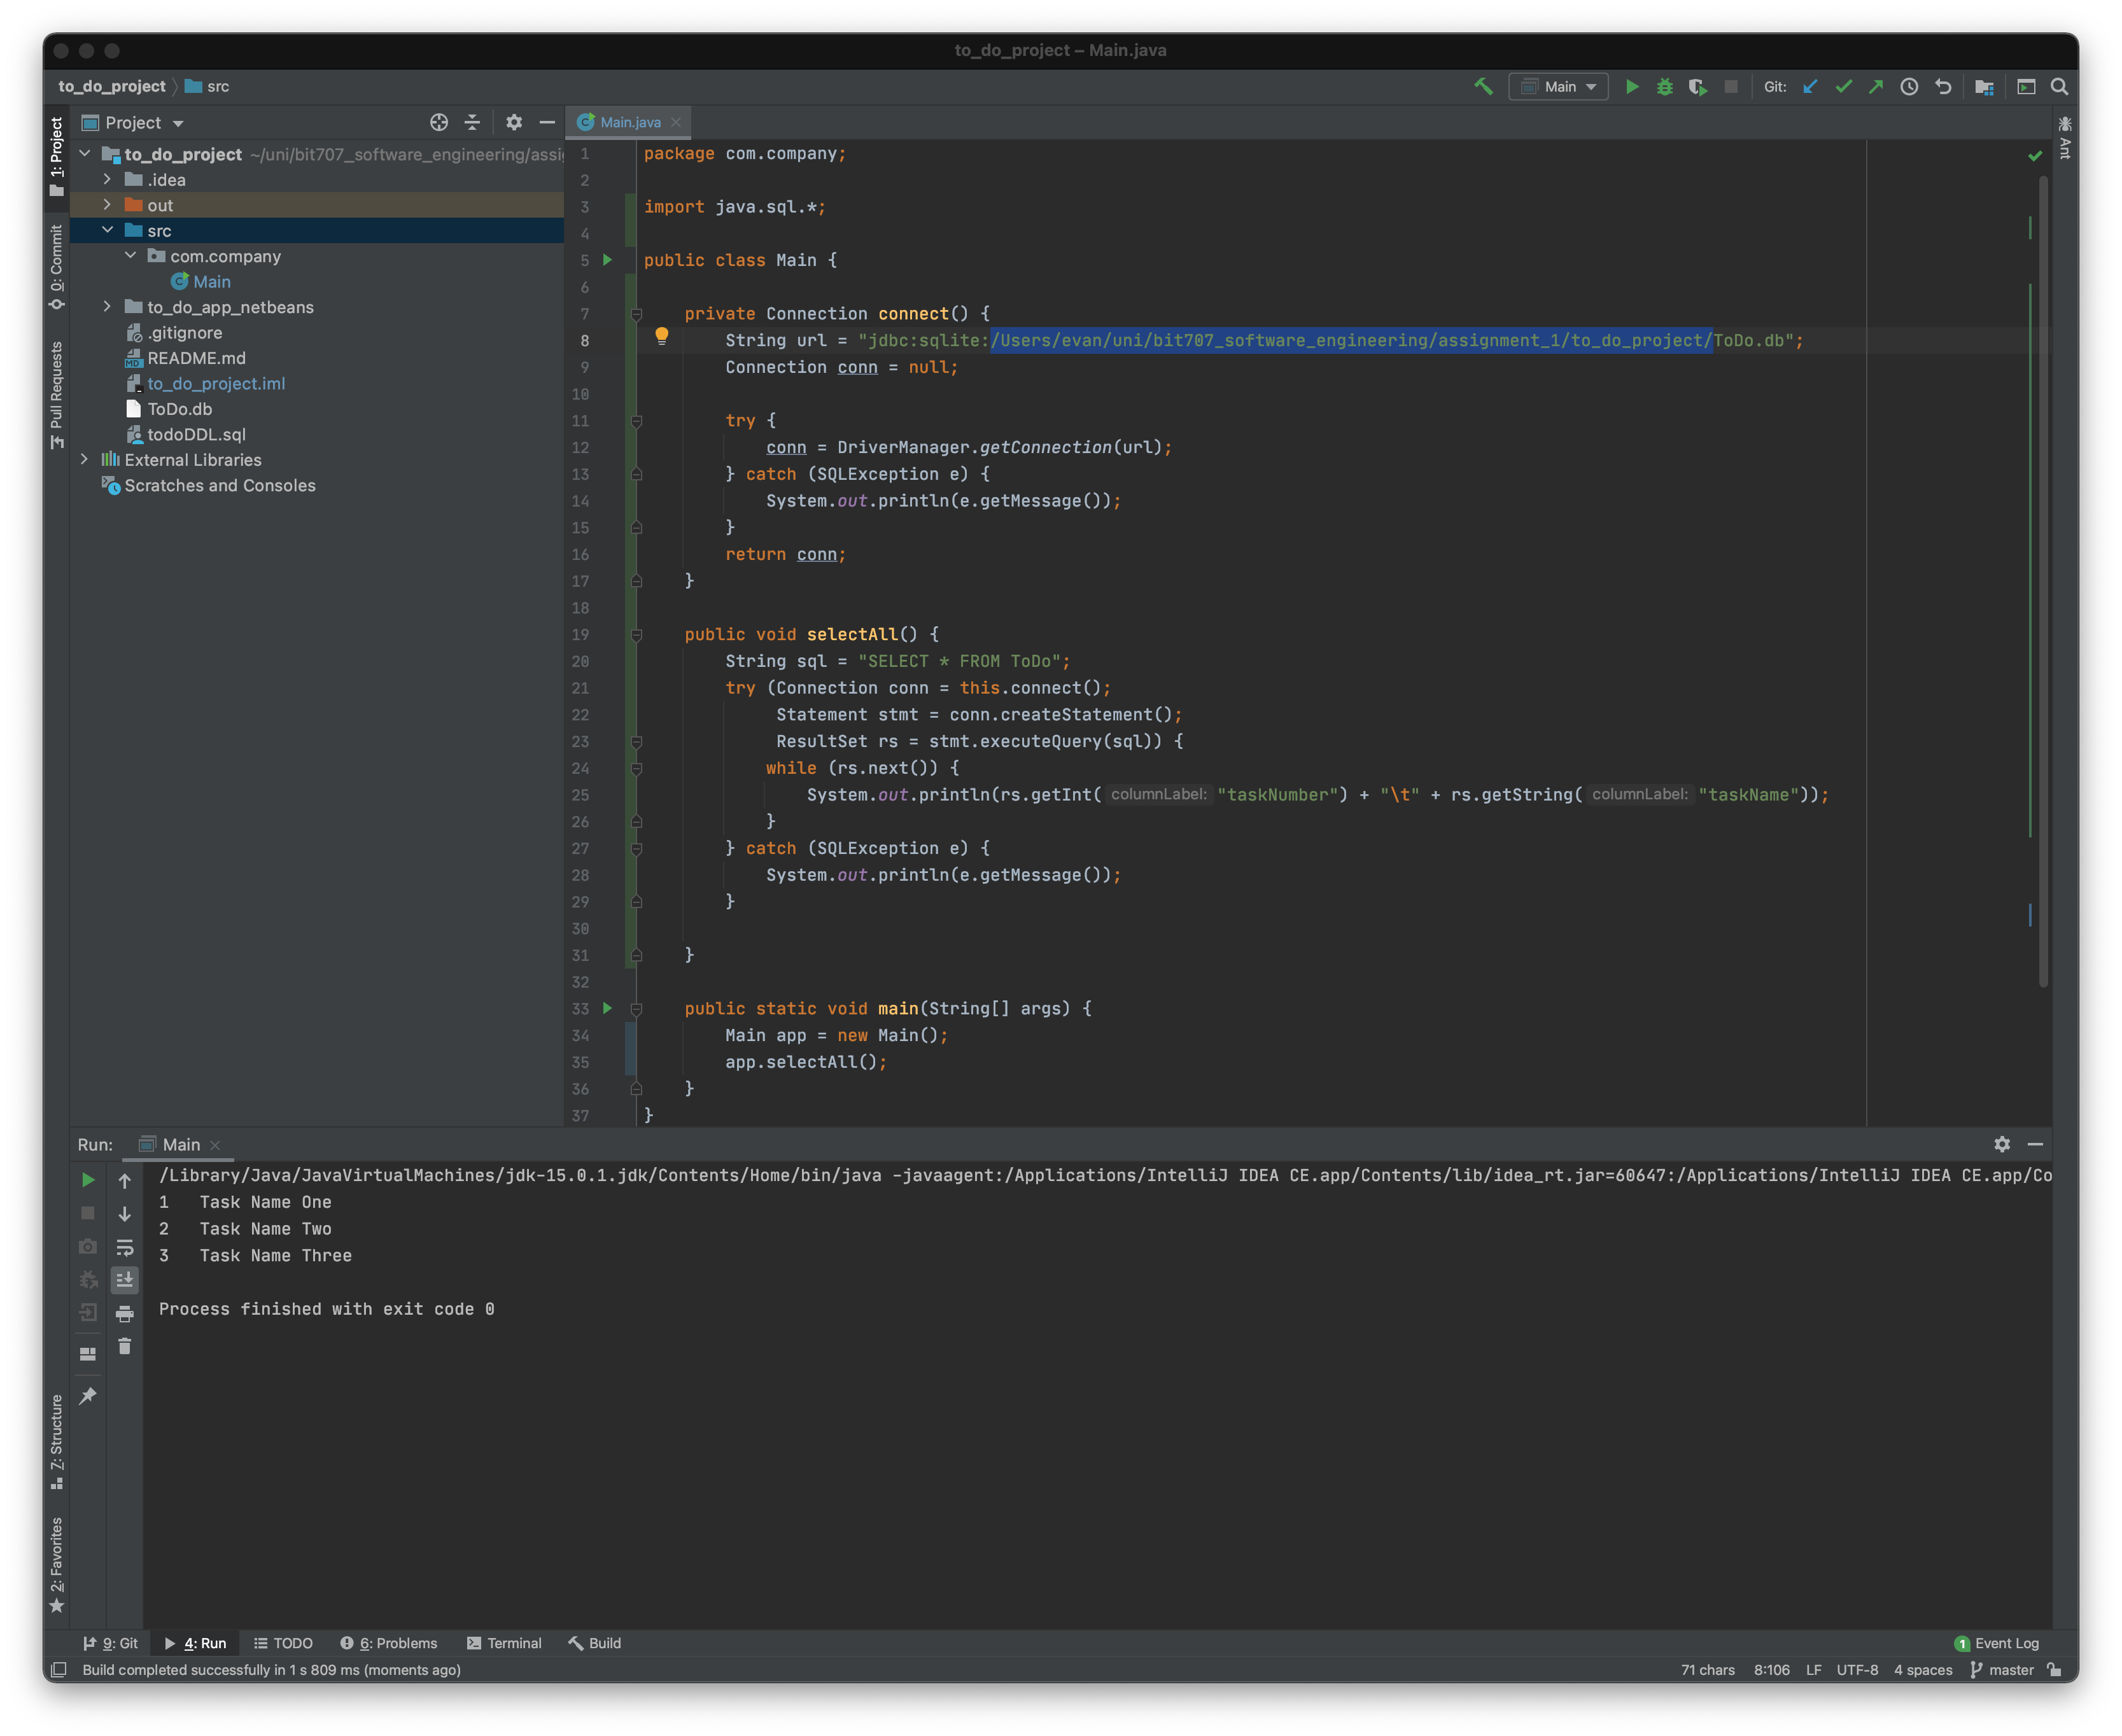 to_do_project – Main.java
to_do_project
src
Main
Git:
1: Project
0: Commit
Pull Requests
7: Structure
2: Favorites
Project
to_do_project ~/uni/bit707_software_engineering/assi
.idea
out
src
com.company
Main
to_do_app_netbeans
.gitignore
README.md
to_do_project.iml
ToDo.db
todoDDL.sql
External Libraries
Scratches and Consoles
Main.java
Ant
1 package com.company;
2
3 import java.sql.*;
4
5 public class Main {
6
7 private Connection connect() {
8 String url = "jdbc:sqlite:/Users/evan/uni/bit707_software_engineering/assignment_1/to_do_project/ToDo.db";
9 Connection conn = null;
10
11 try {
12 conn = DriverManager.getConnection(url);
13 } catch (SQLException e) {
14 System.out.println(e.getMessage());
15 }
16 return conn;
17 }
18
19 public void selectAll() {
20 String sql = "SELECT * FROM ToDo";
21 try (Connection conn = this.connect();
22 Statement stmt = conn.createStatement();
23 ResultSet rs = stmt.executeQuery(sql)) {
24 while (rs.next()) {
25 System.out.println(rs.getInt( columnLabel: "taskNumber") + "\t" + rs.getString( columnLabel: "taskName"));
26 }
27 } catch (SQLException e) {
28 System.out.println(e.getMessage());
29 }
30
31 }
32
33 public static void main(String[] args) {
34 Main app = new Main();
35 app.selectAll();
36 }
37 }
Run: Main
/Library/Java/JavaVirtualMachines/jdk-15.0.1.jdk/Contents/Home/bin/java -javaagent:/Applications/IntelliJ IDEA CE.app/Contents/lib/idea_rt.jar=60647:/Applications/IntelliJ IDEA CE.app/Co
1 Task Name One
2 Task Name Two
3 Task Name Three
Process finished with exit code 0
9: Git
4: Run
TODO
6: Problems
Terminal
Build
1 Event Log
Build completed successfully in 1 s 809 ms (moments ago)
71 chars 8:106 LF UTF-8 4 spaces master